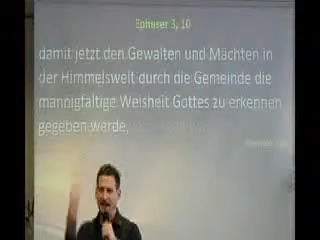 Epheser 3, 10
damit jetzt den Gewalten und Mächten in
der Himmelswelt durch die Gemeinde die
mannigfaltige Weisheit Gottes zu erkennen
gegeben werde,